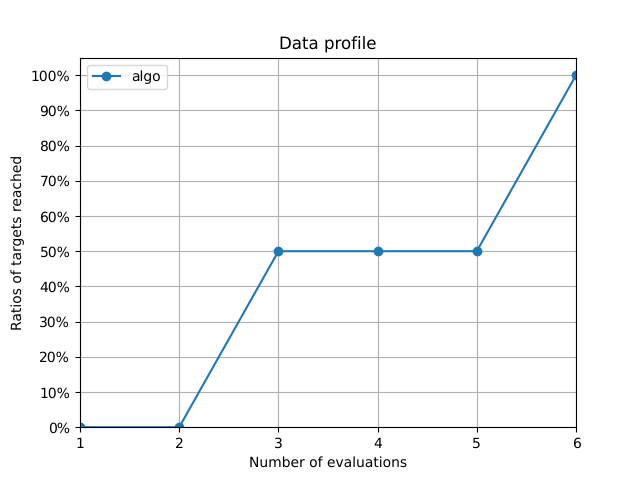 Data profile
algo
Ratios of targets reached
100%
90%
80%
70%
60%
50%
40%
30%
20%
10%
0%
1 2 3 4 5 6
Number of evaluations